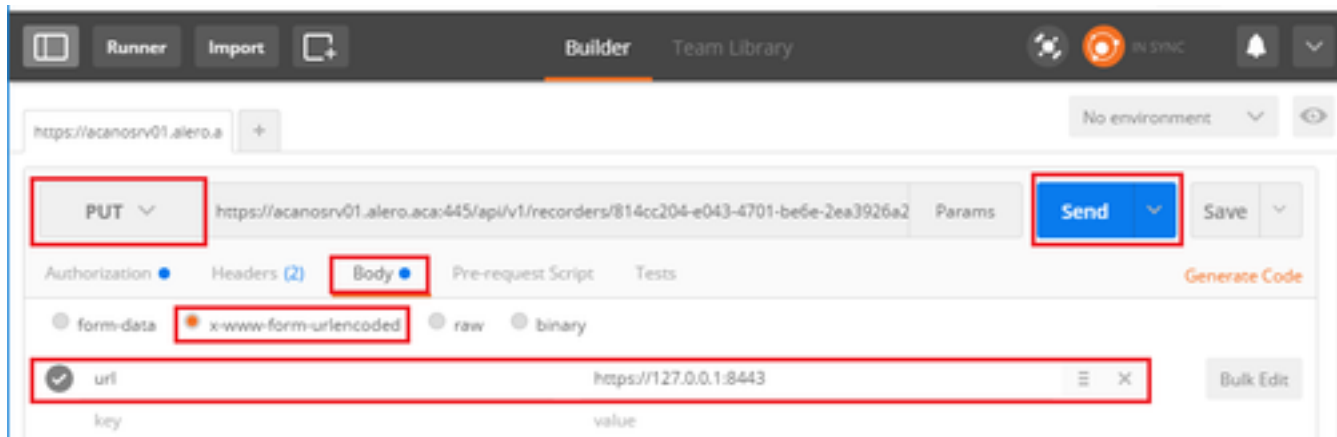 Runner Import Builder Team Library IN SYNC
https://acanosrv01.alero.a + No environment
PUT https://acanosrv01.alero.aca:445/api/v1/recorders/814cc204-e043-4701-be6e-2ea3926a2 Params Send Save
Authorization Headers (2) Body Pre-request Script Tests Generate Code
form-data x-www-form-urlencoded raw binary
url https://127.0.0.1:8443 Bulk Edit
key value